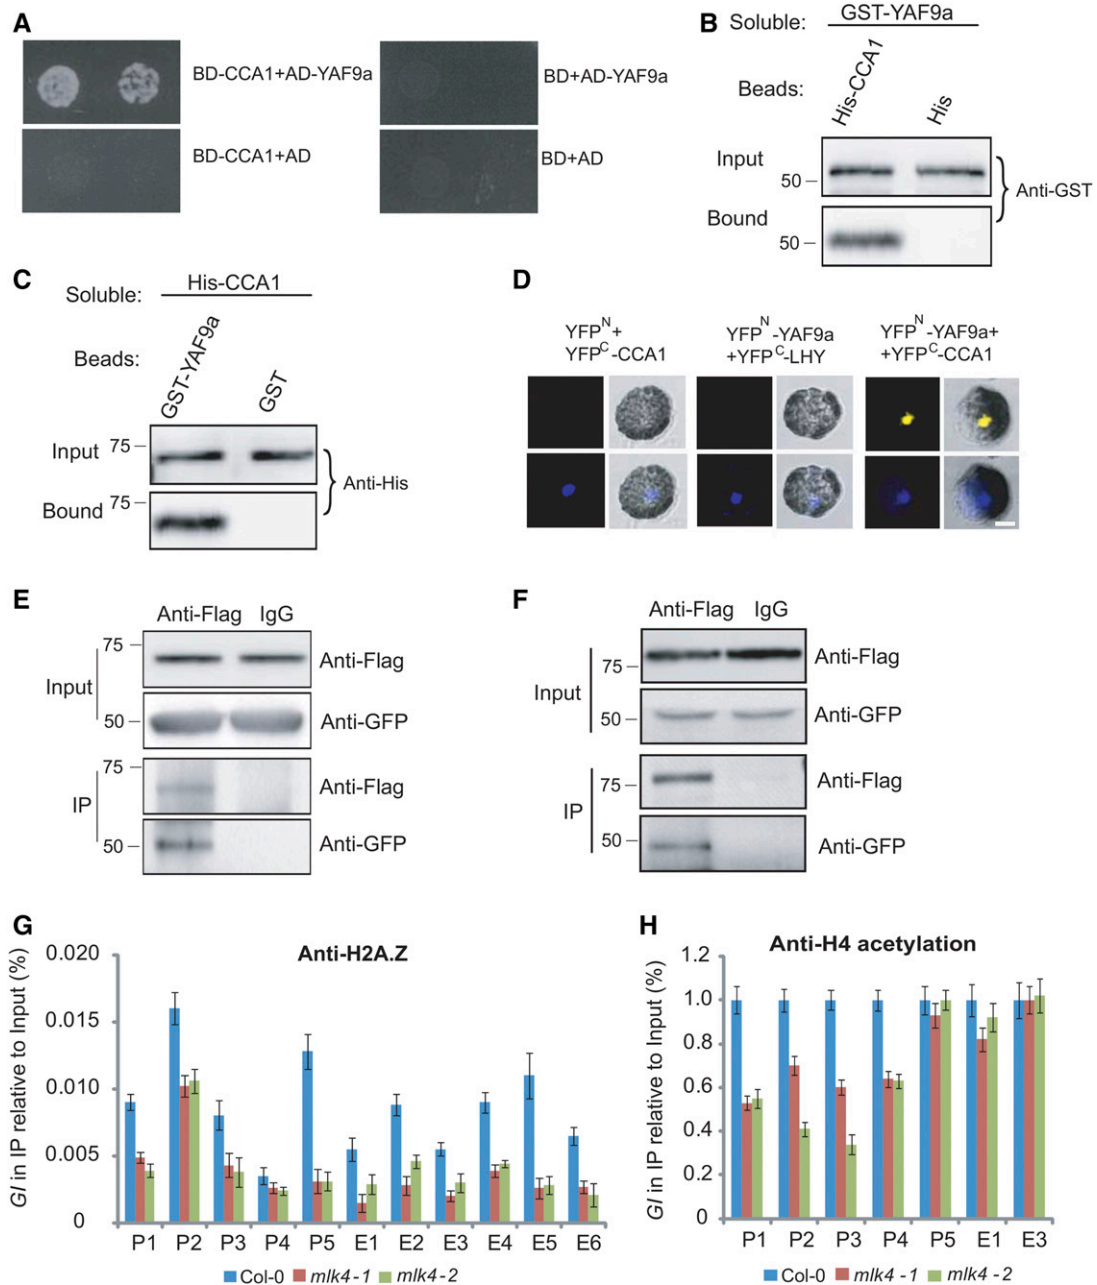 A
BD-CCA1+AD-YAF9a
BD+AD-YAF9a
BD-CCA1+AD
BD+AD
B
Soluble: GST-YAF9a
Beads: His-CCA1 His
Input
50
Bound
50
Anti-GST
C
Soluble: His-CCA1
Beads: GST-YAF9a GST
Input 75
Bound 75
Anti-His
D
YFP^N+
YFP^C-CCA1
YFP^N-YAF9a
+YFP^C-LHY
YFP^N-YAF9a+
+YFP^C-CCA1
E
Anti-Flag IgG
Input
75 Anti-Flag
50 Anti-GFP
IP
75 Anti-Flag
50 Anti-GFP
F
Anti-Flag IgG
Input
75 Anti-Flag
50 Anti-GFP
IP
75 Anti-Flag
50 Anti-GFP
G
Anti-H2A.Z
GI in IP relative to Input (%)
0.020
0.015
0.010
0.005
0
P1 P2 P3 P4 P5 E1 E2 E3 E4 E5 E6
Col-0 mlk4-1 mlk4-2
H
Anti-H4 acetylation
GI in IP relative to Input (%)
1.2
1.0
0.8
0.6
0.4
0.2
0
P1 P2 P3 P4 P5 E1 E3
Col-0 mlk4-1 mlk4-2